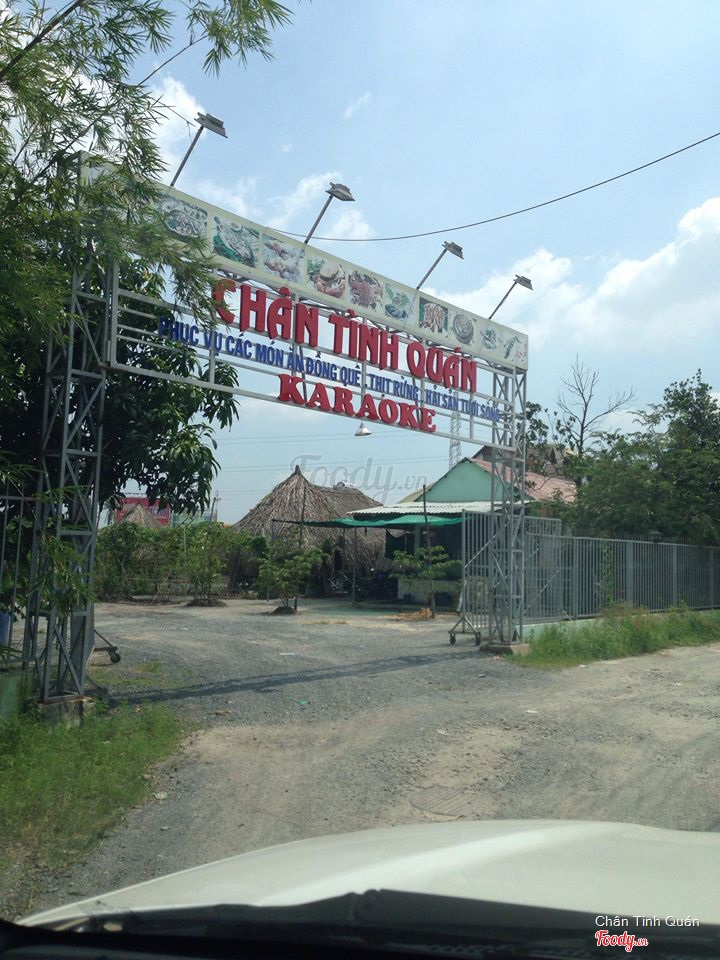 CHÂN TÌNH QUÁN
PHỤC VỤ CÁC MÓN ĂN ĐỒNG QUÊ - THỊT RỪNG - HẢI SẢN TƯƠI SỐNG
KARAOKE
Foody.vn
Chân Tình Quán
Foody.vn